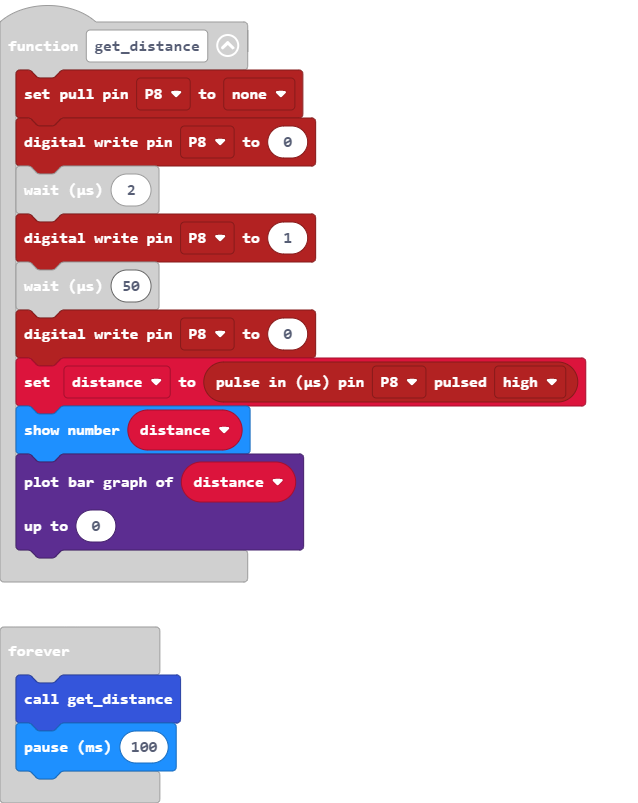 function get_distance
set pull pin P8 to none
digital write pin P8 to 0
wait (µs) 2
digital write pin P8 to 1
wait (µs) 50
digital write pin P8 to 0
set distance to pulse in (µs) pin P8 pulsed high
show number distance
plot bar graph of distance
up to 0
forever
call get_distance
pause (ms) 100